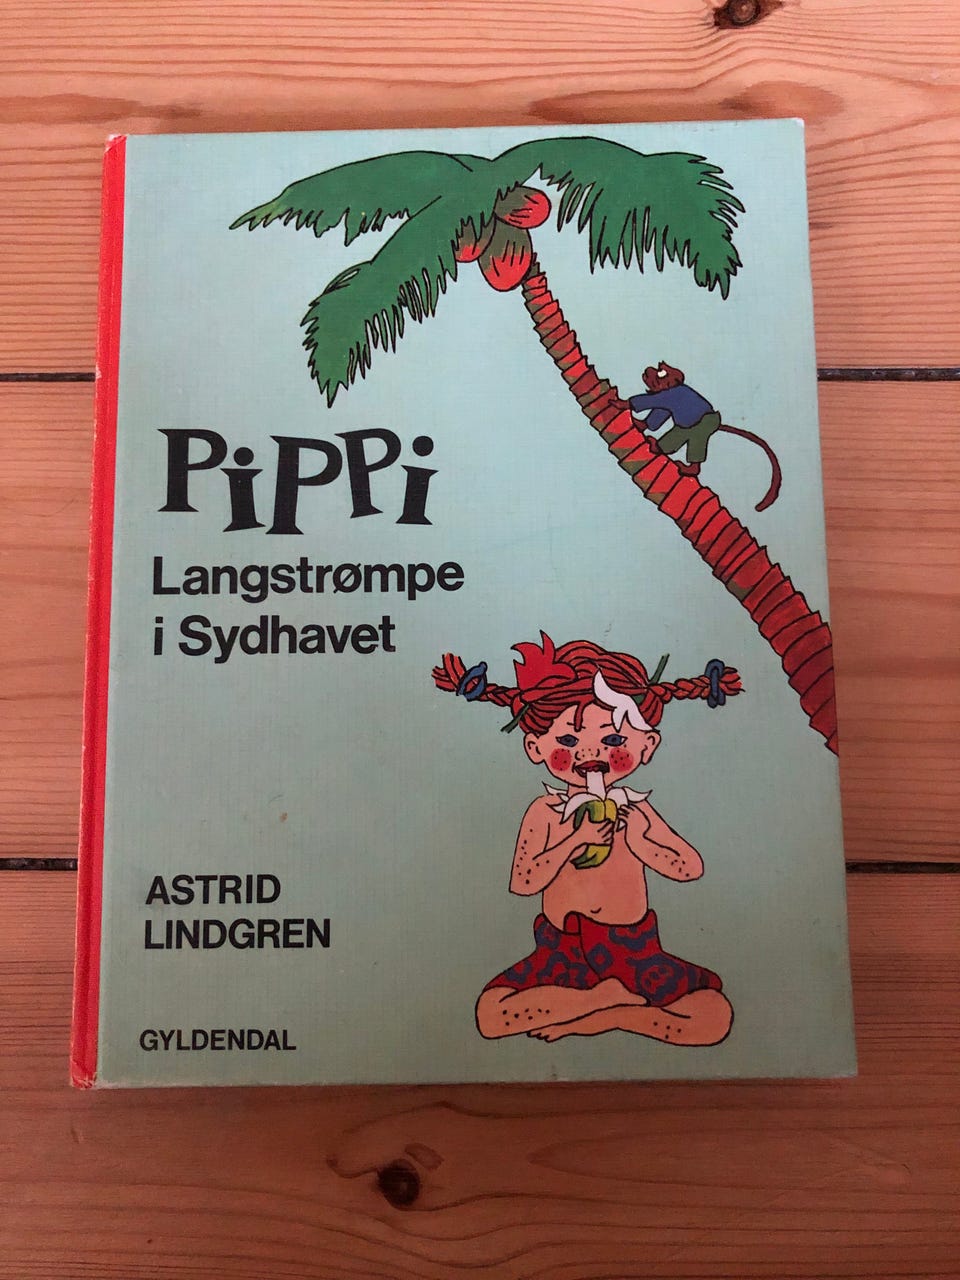 PiPPi
Langstrømpe
i Sydhavet
ASTRID
LINDGREN
GYLDENDAL